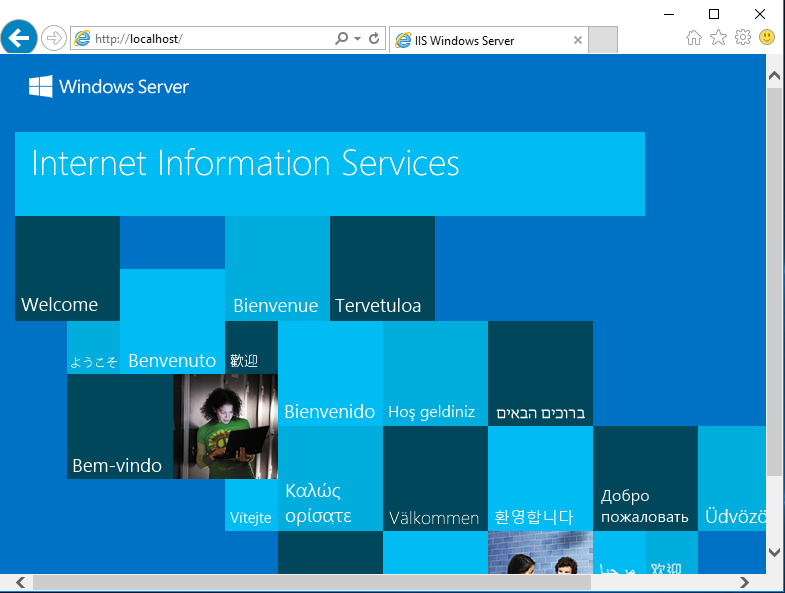 http://localhost/
IIS Windows Server
Windows Server
Internet Information Services
Welcome
Bienvenue
Tervetuloa
ようこそ
Benvenuto
歡迎
Bienvenido
Hoş geldiniz
ברוכים הבאים
Bem-vindo
Vítejte
Καλώς
ορίσατε
Välkommen
환영합니다
Добро
пожаловать
Üdvözö
欢迎